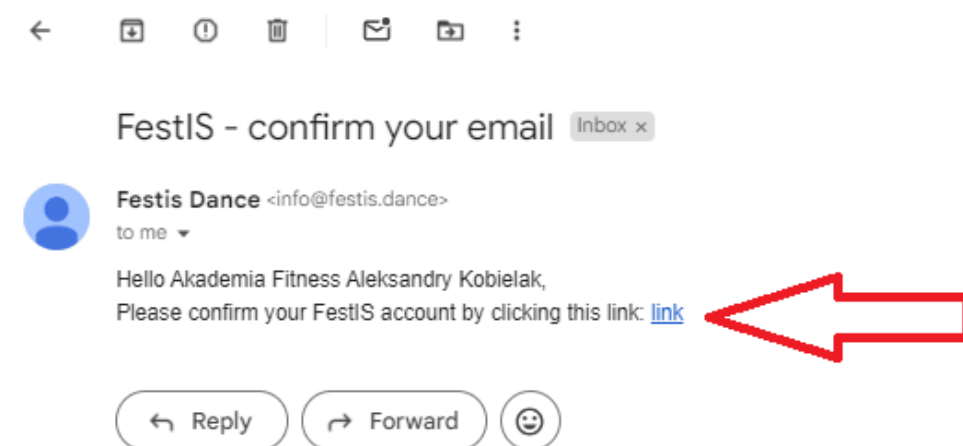 FestIS - confirm your email Inbox x
Festis Dance <info@festis.dance>
to me
Hello Akademia Fitness Aleksandry Kobielak,
Please confirm your FestIS account by clicking this link: link
Reply Forward